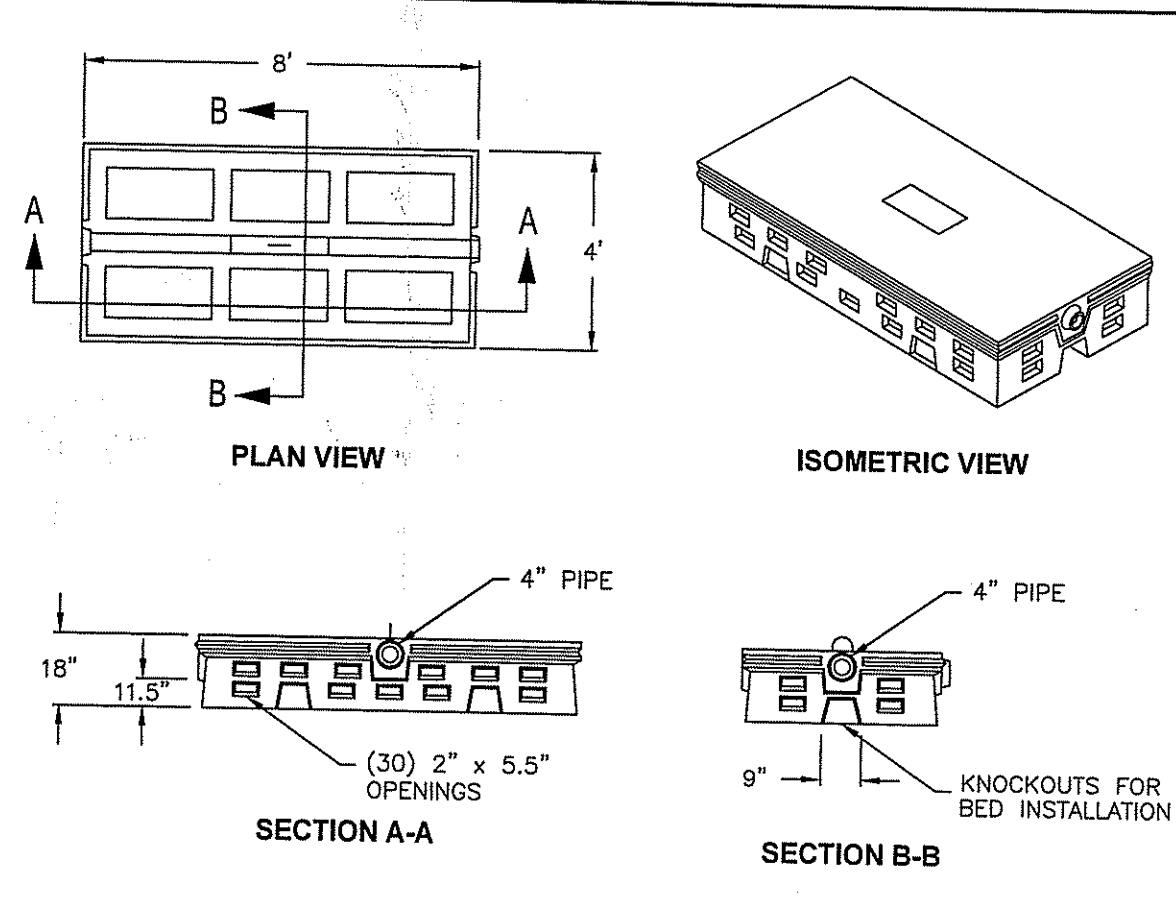 8'
B
A
A
4'
B
PLAN VIEW
ISOMETRIC VIEW
4" PIPE
18"
11.5"
(30) 2" x 5.5"
OPENINGS
SECTION A-A
4" PIPE
9"
KNOCKOUTS FOR
BED INSTALLATION
SECTION B-B